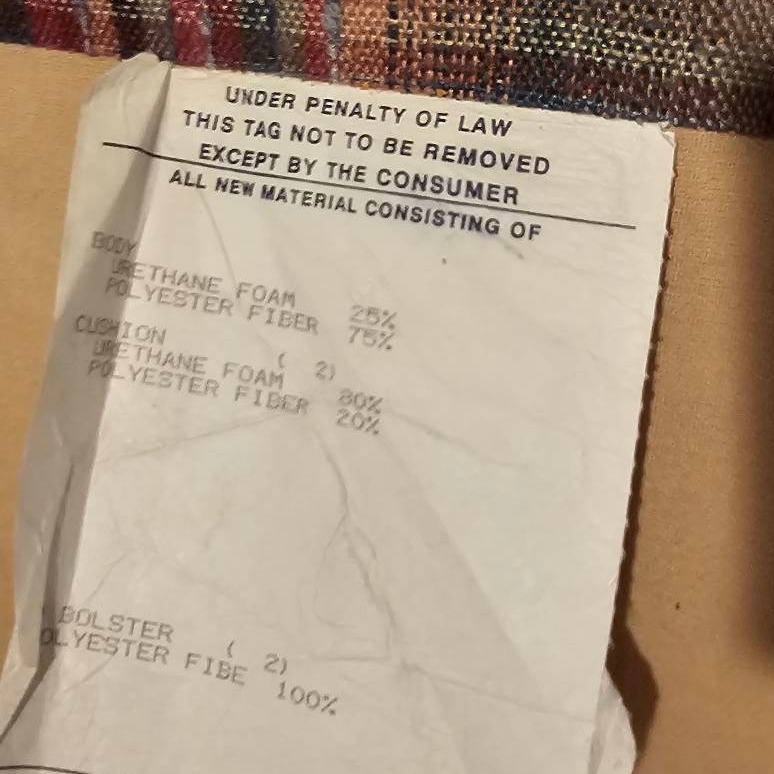 UNDER PENALTY OF LAW
THIS TAG NOT TO BE REMOVED
EXCEPT BY THE CONSUMER
ALL NEW MATERIAL CONSISTING OF
BODY
URETHANE FOAM 25%
POLYESTER FIBER 75%
CUSHION ( 2)
URETHANE FOAM 80%
POLYESTER FIBER 20%
BOLSTER ( 2)
OLYESTER FIBE 100%